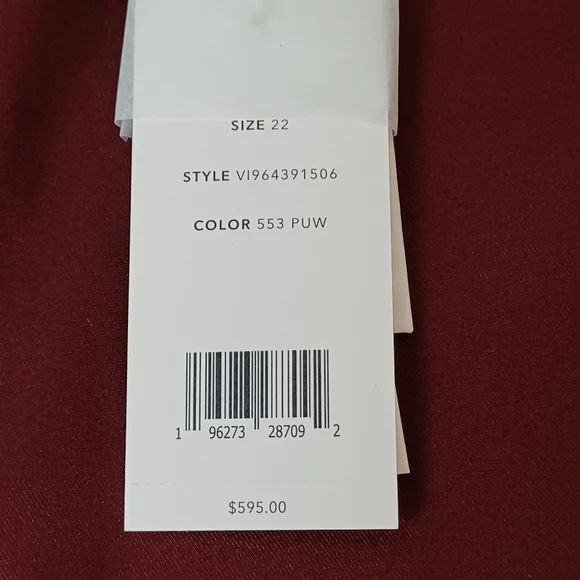 SIZE 22
STYLE VI964391506
COLOR 553 PUW
1 96273 28709 2
$595.00